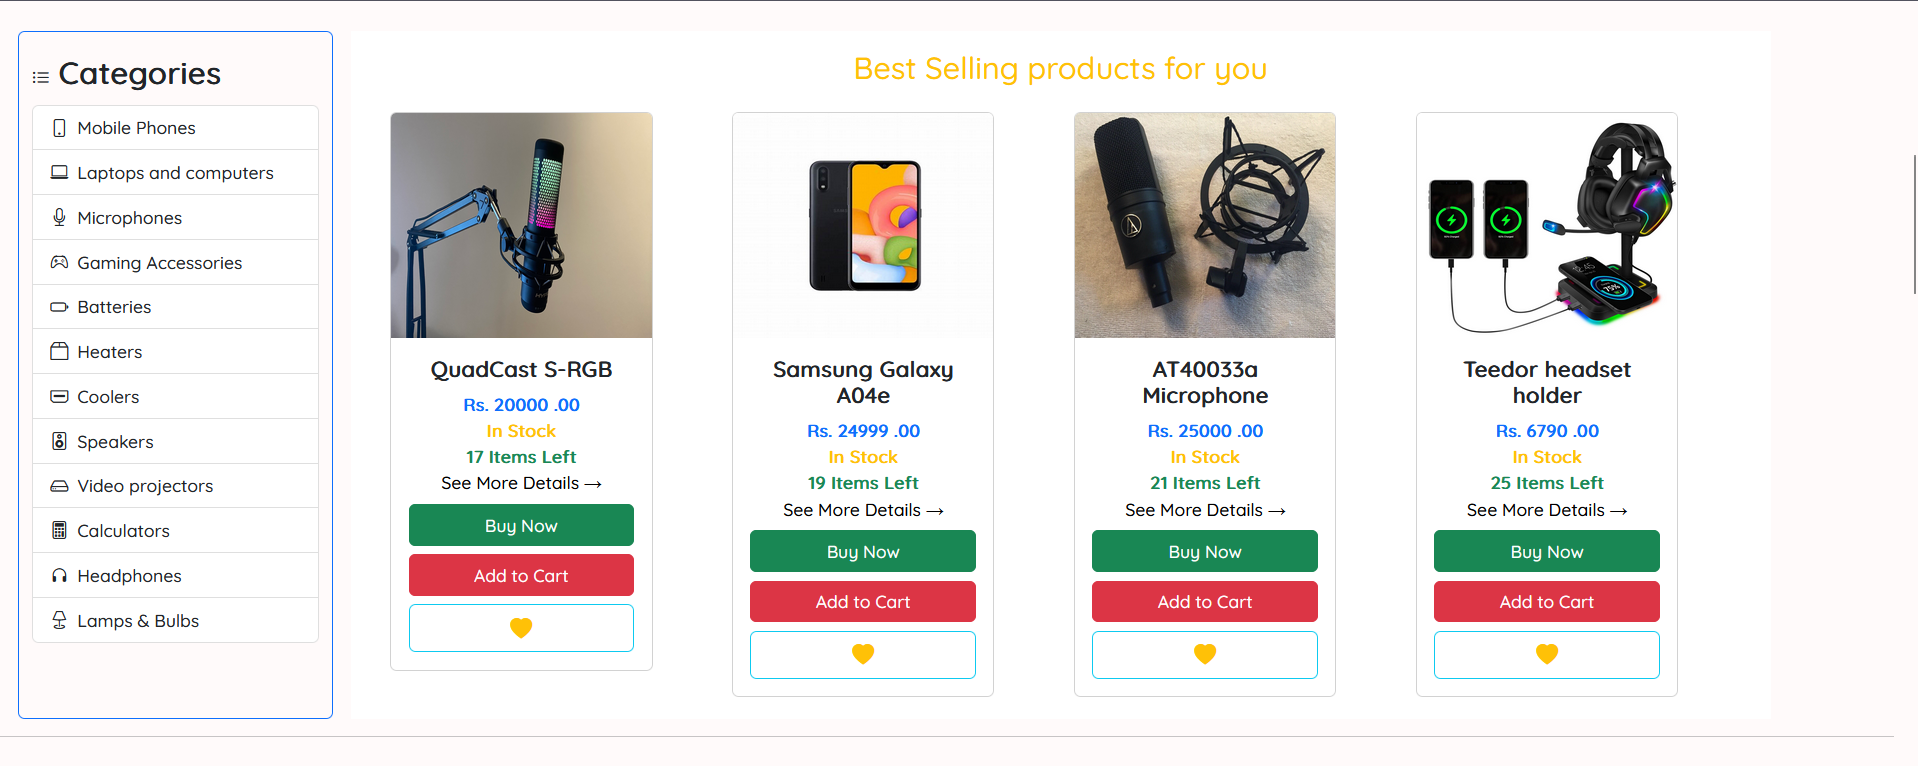 Categories
Mobile Phones
Laptops and computers
Microphones
Gaming Accessories
Batteries
Heaters
Coolers
Speakers
Video projectors
Calculators
Headphones
Lamps & Bulbs
Best Selling products for you
QuadCast S-RGB
Rs. 20000 .00
In Stock
17 Items Left
See More Details →
Buy Now
Add to Cart
Samsung Galaxy
A04e
Rs. 24999 .00
In Stock
19 Items Left
See More Details →
Buy Now
Add to Cart
AT40033a
Microphone
Rs. 25000 .00
In Stock
21 Items Left
See More Details →
Buy Now
Add to Cart
75%
Teedor headset
holder
Rs. 6790 .00
In Stock
25 Items Left
See More Details →
Buy Now
Add to Cart